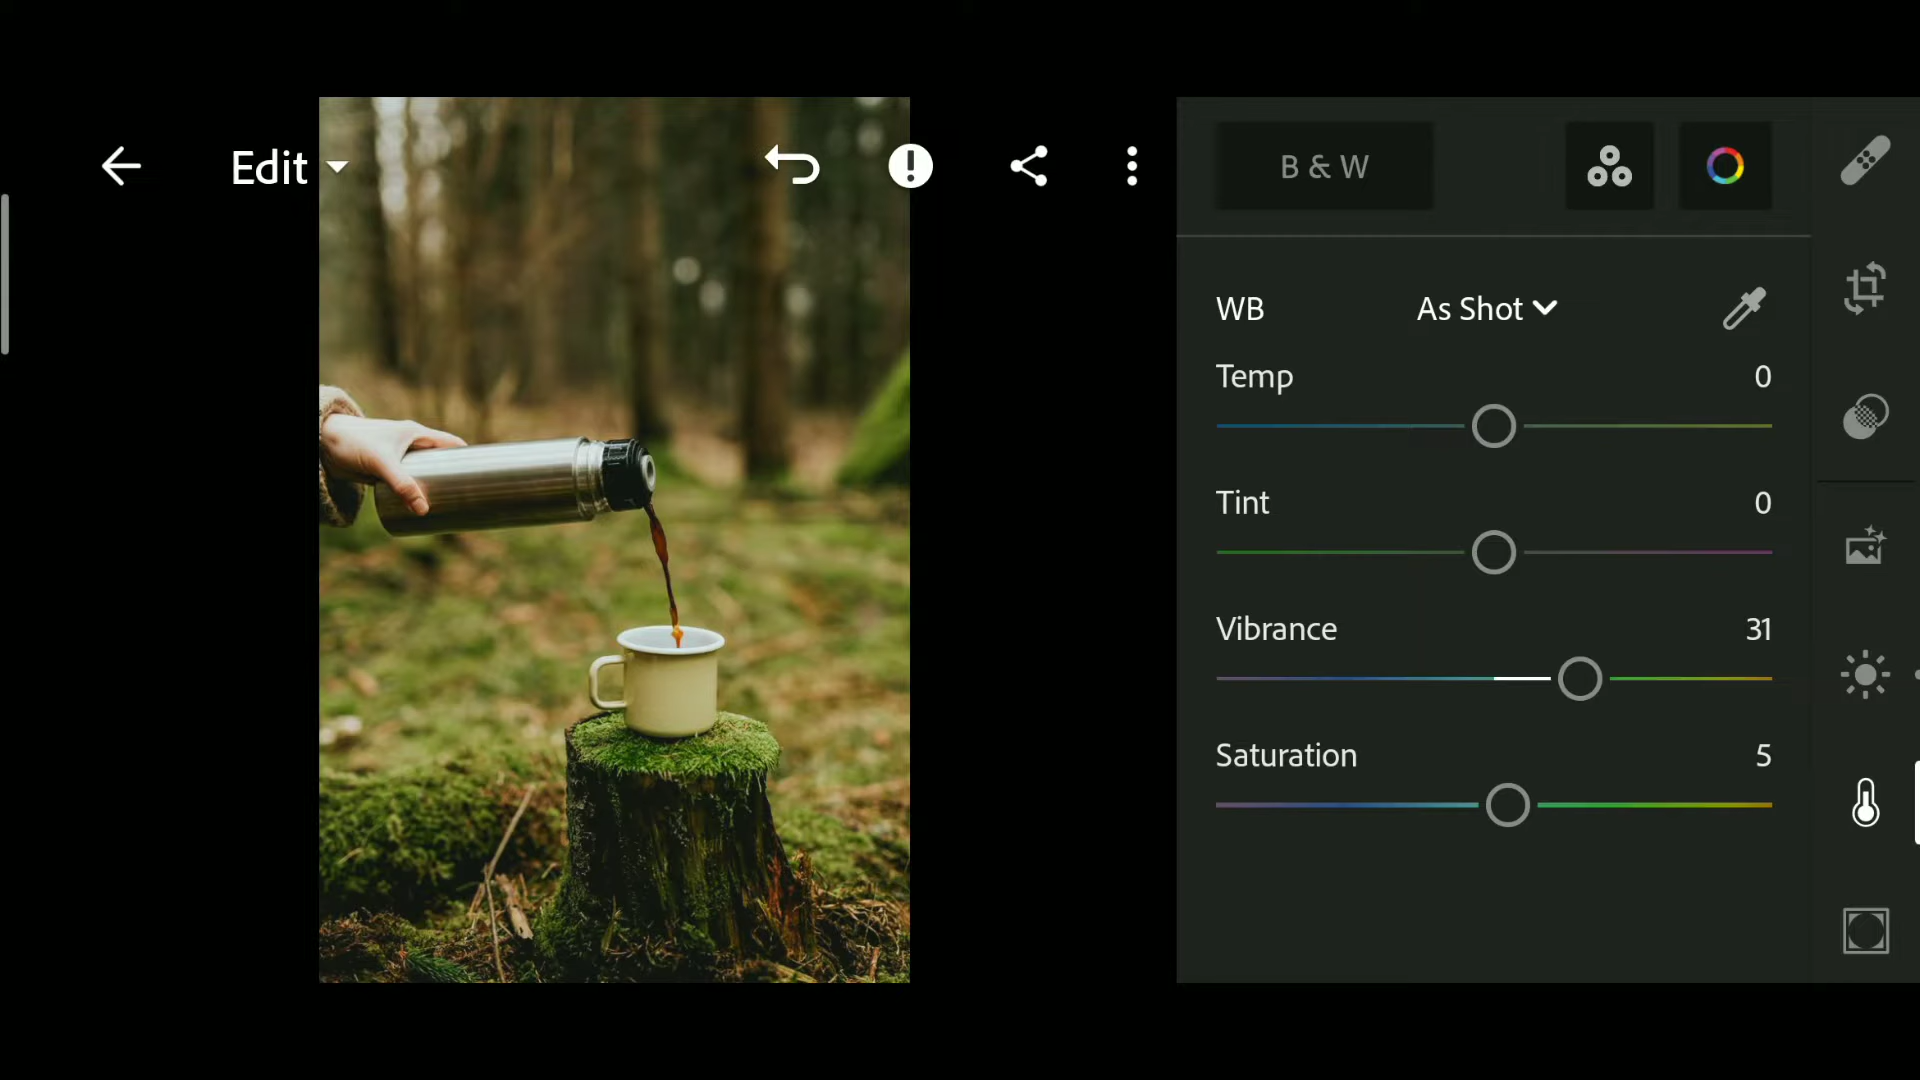 Edit
B & W
WB As Shot
Temp 0
Tint 0
Vibrance 31
Saturation 5